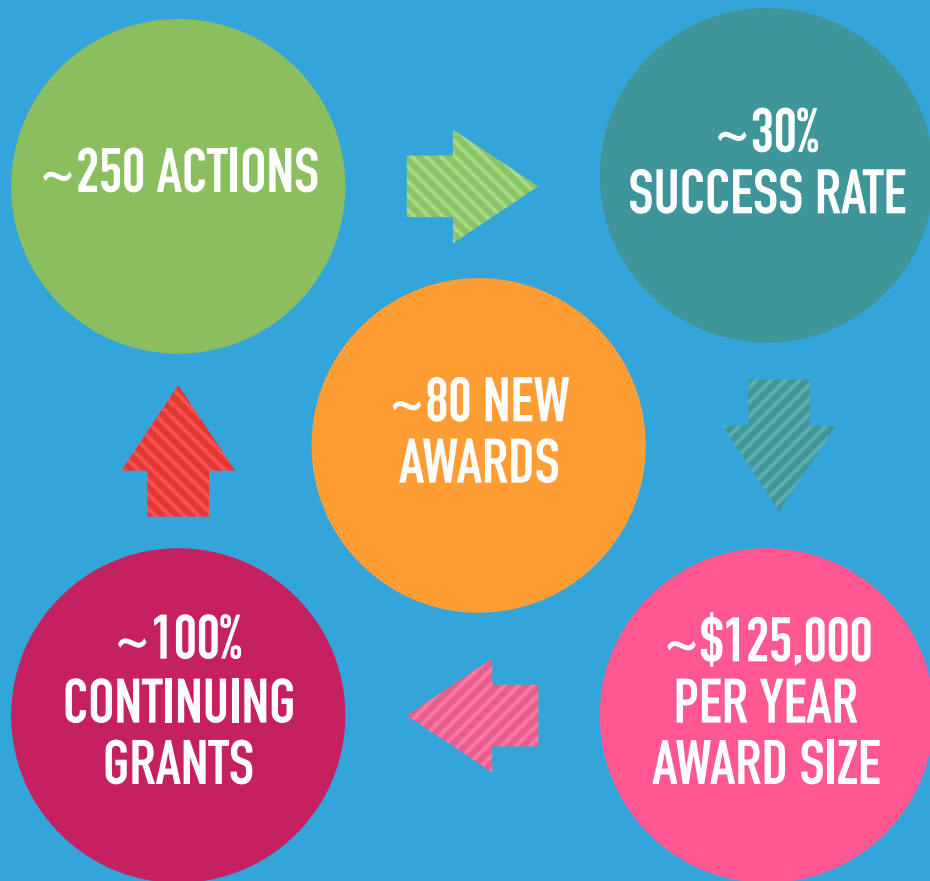 ~250 ACTIONS
~30%
SUCCESS RATE
~80 NEW
AWARDS
~100%
CONTINUING
GRANTS
~$125,000
PER YEAR
AWARD SIZE